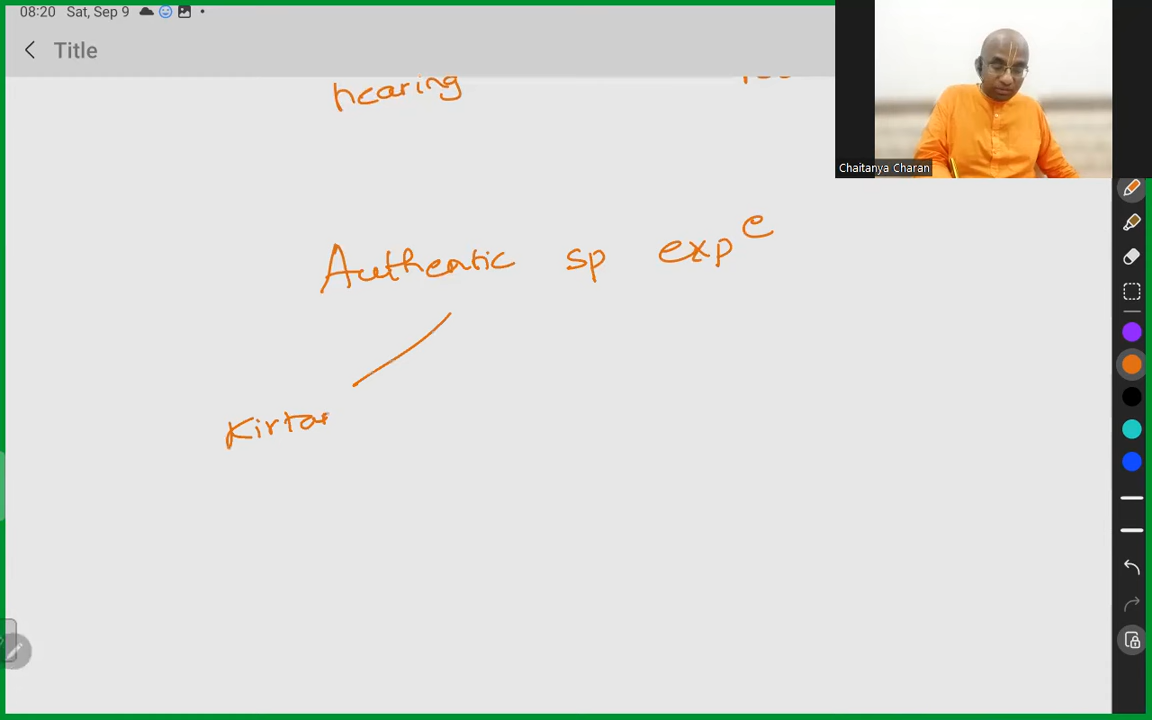 08:20 Sat, Sep 9
Title
hearing
Chaitanya Charan
Authentic sp exp e
Kirtan